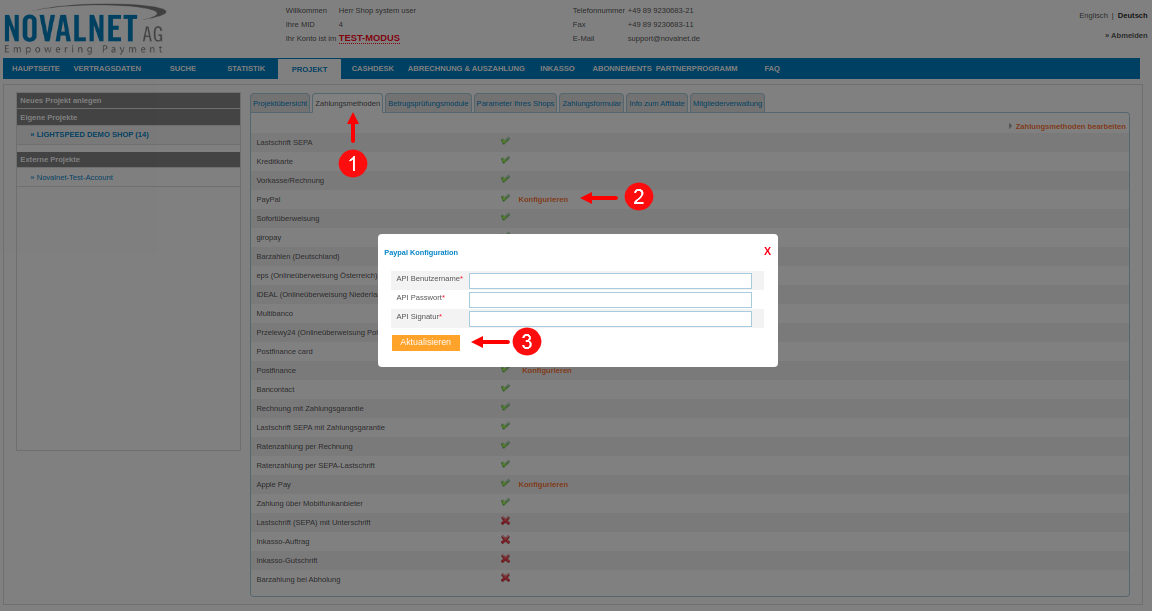 NOVALNET AG
Empowering Payment
Willkommen Herr Shop system user
Ihre MID 4
Ihr Konto ist im TEST-MODUS
Telefonnummer +49 89 9230683-21
Fax +49 89 9230683-11
E-Mail support@novalnet.de
Englisch | Deutsch
» Abmelden
HAUPTSEITE VERTRAGSDATEN SUCHE STATISTIK PROJEKT CASHDESK ABRECHNUNG & AUSZAHLUNG INKASSO ABONNEMENTS PARTNERPROGRAMM FAQ
Neues Projekt anlegen
Eigene Projekte
» LIGHTSPEED DEMO SHOP (14)
Externe Projekte
» Novalnet-Test-Account
Projektübersicht Zahlungsmethoden Betrugsprüfungsmodule Parameter Ihres Shops Zahlungsformular Info zum Affiliate Mitgliederverwaltung
Zahlungsmethoden bearbeiten
1
Lastschrift SEPA
Kreditkarte
Vorkasse/Rechnung
PayPal Konfigurieren
2
Sofortüberweisung
giropay
Barzahlen (Deutschland)
eps (Onlineüberweisung Österreich)
iDEAL (Onlineüberweisung Niederla
Multibanco
Przelewy24 (Onlineüberweisung Pol
Postfinance card
Postfinance Konfigurieren
Bancontact
Rechnung mit Zahlungsgarantie
Lastschrift SEPA mit Zahlungsgarantie
Ratenzahlung per Rechnung
Ratenzahlung per SEPA-Lastschrift
Apple Pay Konfigurieren
Zahlung über Mobilfunkanbieter
Lastschrift (SEPA) mit Unterschrift
Inkasso-Auftrag
Inkasso-Gutschrift
Barzahlung bei Abholung
Paypal Konfiguration X
API Benutzername*
API Passwort*
API Signatur*
Aktualisieren
3